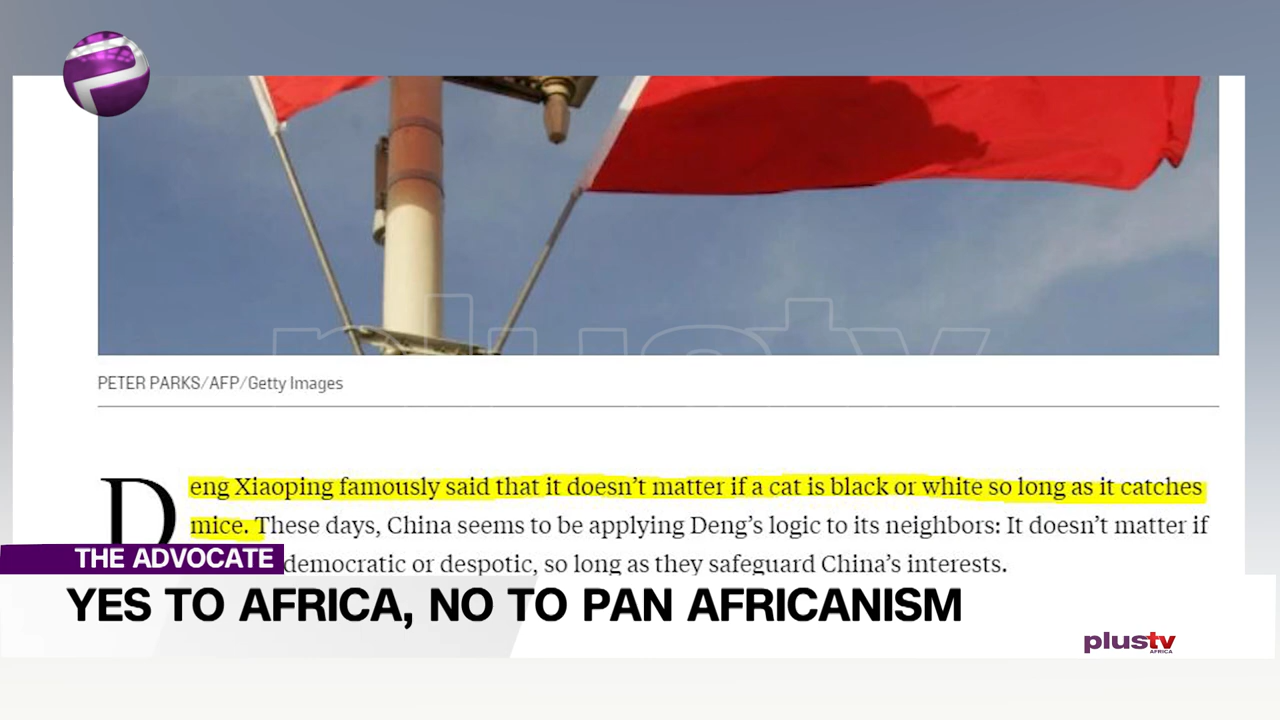 plustv
PETER PARKS/AFP/Getty Images
Deng Xiaoping famously said that it doesn’t matter if a cat is black or white so long as it catches
mice. These days, China seems to be applying Deng’s logic to its neighbors: It doesn’t matter if
democratic or despotic, so long as they safeguard China’s interests.
THE ADVOCATE
YES TO AFRICA, NO TO PAN AFRICANISM
plustv
AFRICA